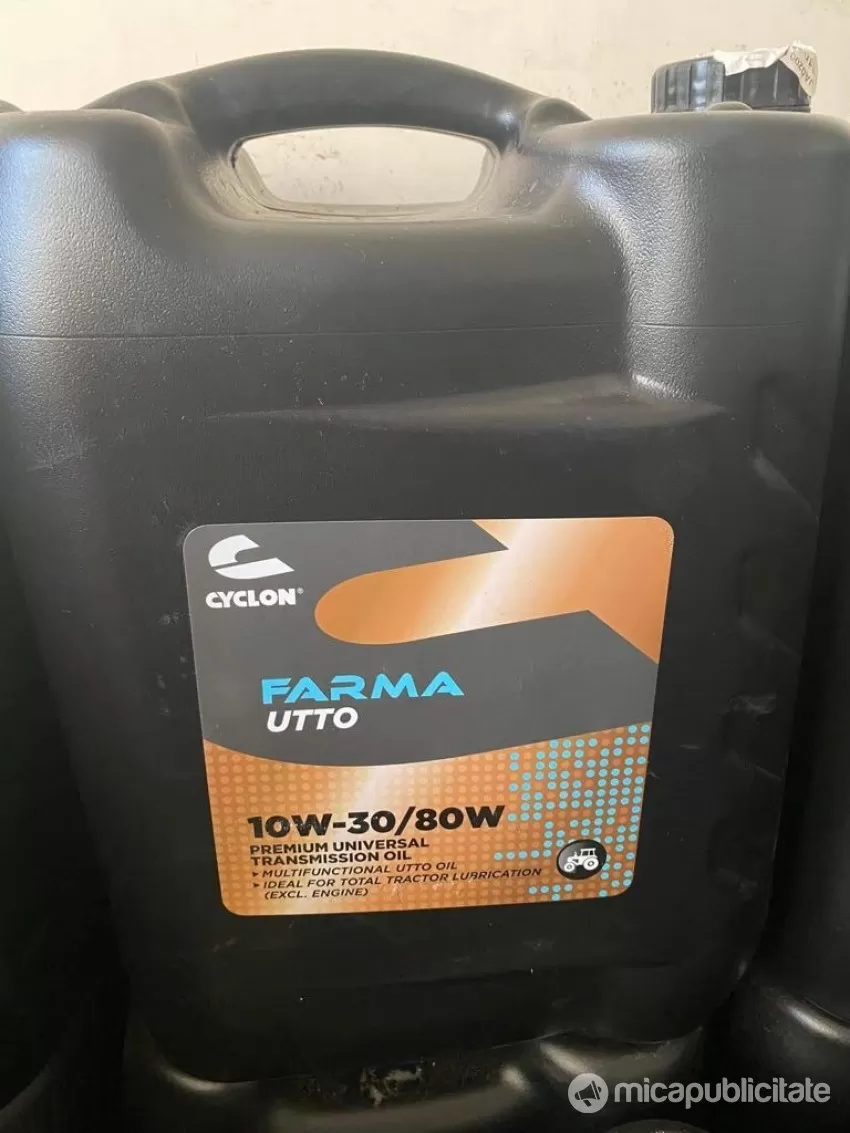 CYCLON®
FARMA
UTTO
10W-30/80W
PREMIUM UNIVERSAL
TRANSMISSION OIL
▸ MULTIFUNCTIONAL UTTO OIL
▸ IDEAL FOR TOTAL TRACTOR LUBRICATION
(EXCL. ENGINE)
micapublicitate